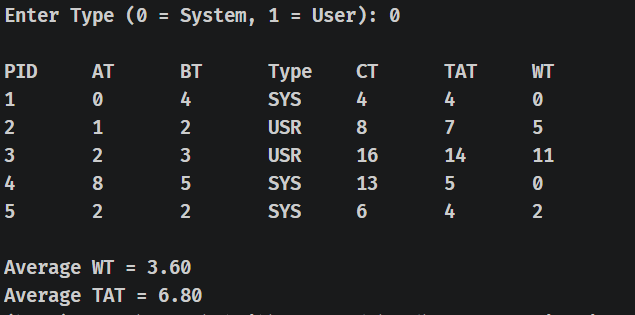 Enter Type (0 = System, 1 = User): 0
PID AT BT Type CT TAT WT
1 0 4 SYS 4 4 0
2 1 2 USR 8 7 5
3 2 3 USR 16 14 11
4 8 5 SYS 13 5 0
5 2 2 SYS 6 4 2
Average WT = 3.60
Average TAT = 6.80